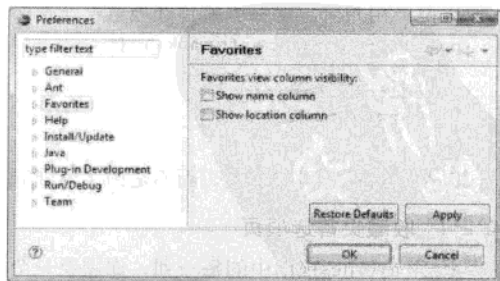 Preferences
type filter text
General
Ant
Favorites
Help
Install/Update
Java
Plug-in Development
Run/Debug
Team
Favorites
Favorites view column visibility:
Show name column
Show location column
Restore Defaults
Apply
OK
Cancel